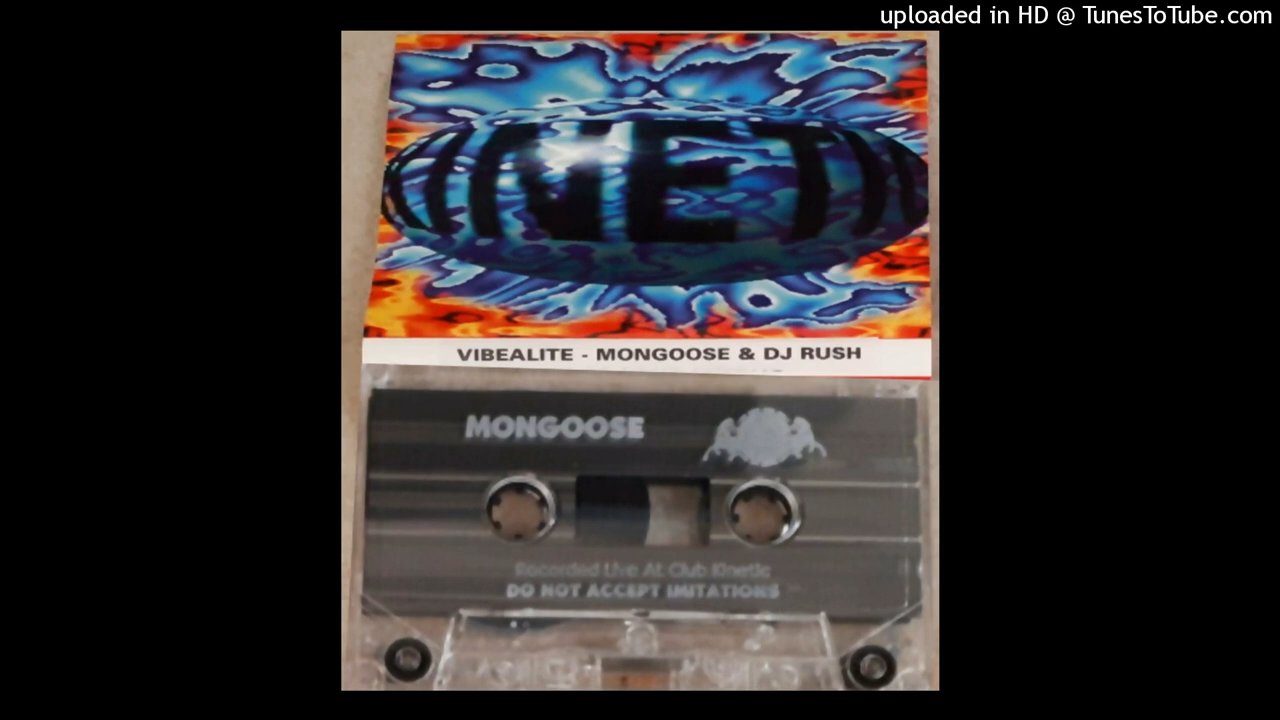 uploaded in HD @ TunesToTube.com
KINETIC
VIBEALITE - MONGOOSE & DJ RUSH
MONGOOSE
Recorded Live At Club Kinetic
DO NOT ACCEPT IMITATIONS